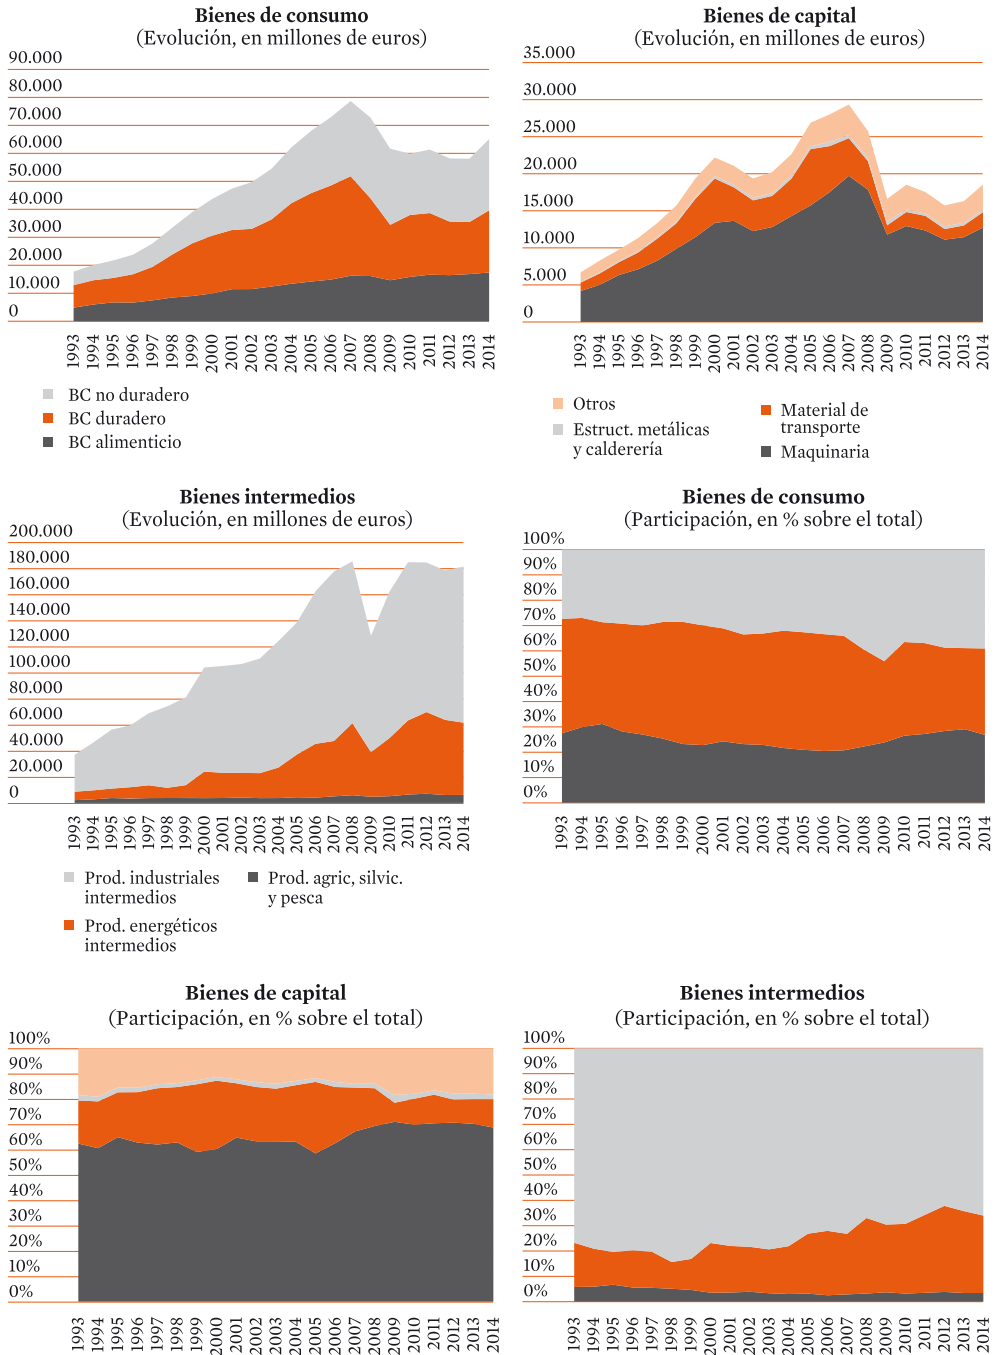 Bienes de consumo
(Evolución, en millones de euros)
90.000
80.000
70.000
60.000
50.000
40.000
30.000
20.000
10.000
0
1993 1994 1995 1996 1997 1998 1999 2000 2001 2002 2003 2004 2005 2006 2007 2008 2009 2010 2011 2012 2013 2014
BC no duradero
BC duradero
BC alimenticio
Bienes de capital
(Evolución, en millones de euros)
35.000
30.000
25.000
20.000
15.000
10.000
5.000
0
1993 1994 1995 1996 1997 1998 1999 2000 2001 2002 2003 2004 2005 2006 2007 2008 2009 2010 2011 2012 2013 2014
Otros
Estruct. metálicas
y calderería
Material de
transporte
Maquinaria
Bienes intermedios
(Evolución, en millones de euros)
200.000
180.000
160.000
140.000
120.000
100.000
80.000
60.000
40.000
20.000
0
1993 1994 1995 1996 1997 1998 1999 2000 2001 2002 2003 2004 2005 2006 2007 2008 2009 2010 2011 2012 2013 2014
Prod. industriales
intermedios
Prod. energéticos
intermedios
Prod. agric, silvic.
y pesca
Bienes de consumo
(Participación, en % sobre el total)
100%
90%
80%
70%
60%
50%
40%
30%
20%
10%
0%
1993 1994 1995 1996 1997 1998 1999 2000 2001 2002 2003 2004 2005 2006 2007 2008 2009 2010 2011 2012 2013 2014
Bienes de capital
(Participación, en % sobre el total)
100%
90%
80%
70%
60%
50%
40%
30%
20%
10%
0%
1993 1994 1995 1996 1997 1998 1999 2000 2001 2002 2003 2004 2005 2006 2007 2008 2009 2010 2011 2012 2013 2014
Bienes intermedios
(Participación, en % sobre el total)
100%
90%
80%
70%
60%
50%
40%
30%
20%
10%
0%
1993 1994 1995 1996 1997 1998 1999 2000 2001 2002 2003 2004 2005 2006 2007 2008 2009 2010 2011 2012 2013 2014